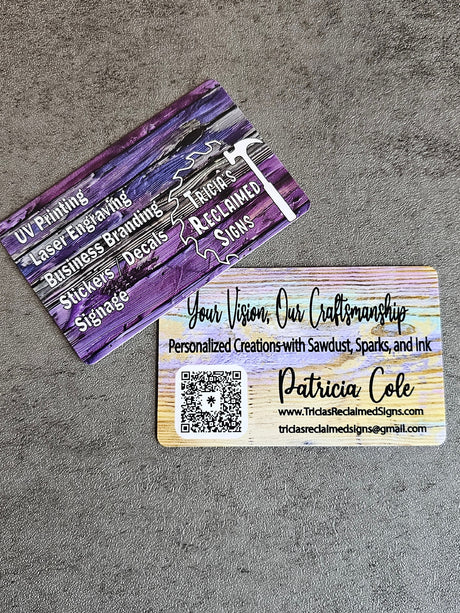 UV Printing
Laser Engraving
Business Branding
Stickers Decals
Signage
Tricia's
Reclaimed
Signs
Your Vision, Our Craftsmanship
Personalized Creations with Sawdust, Sparks, and Ink
Patricia Cole
www.TriciasReclaimedSigns.com
triciasreclaimedsigns@gmail.com